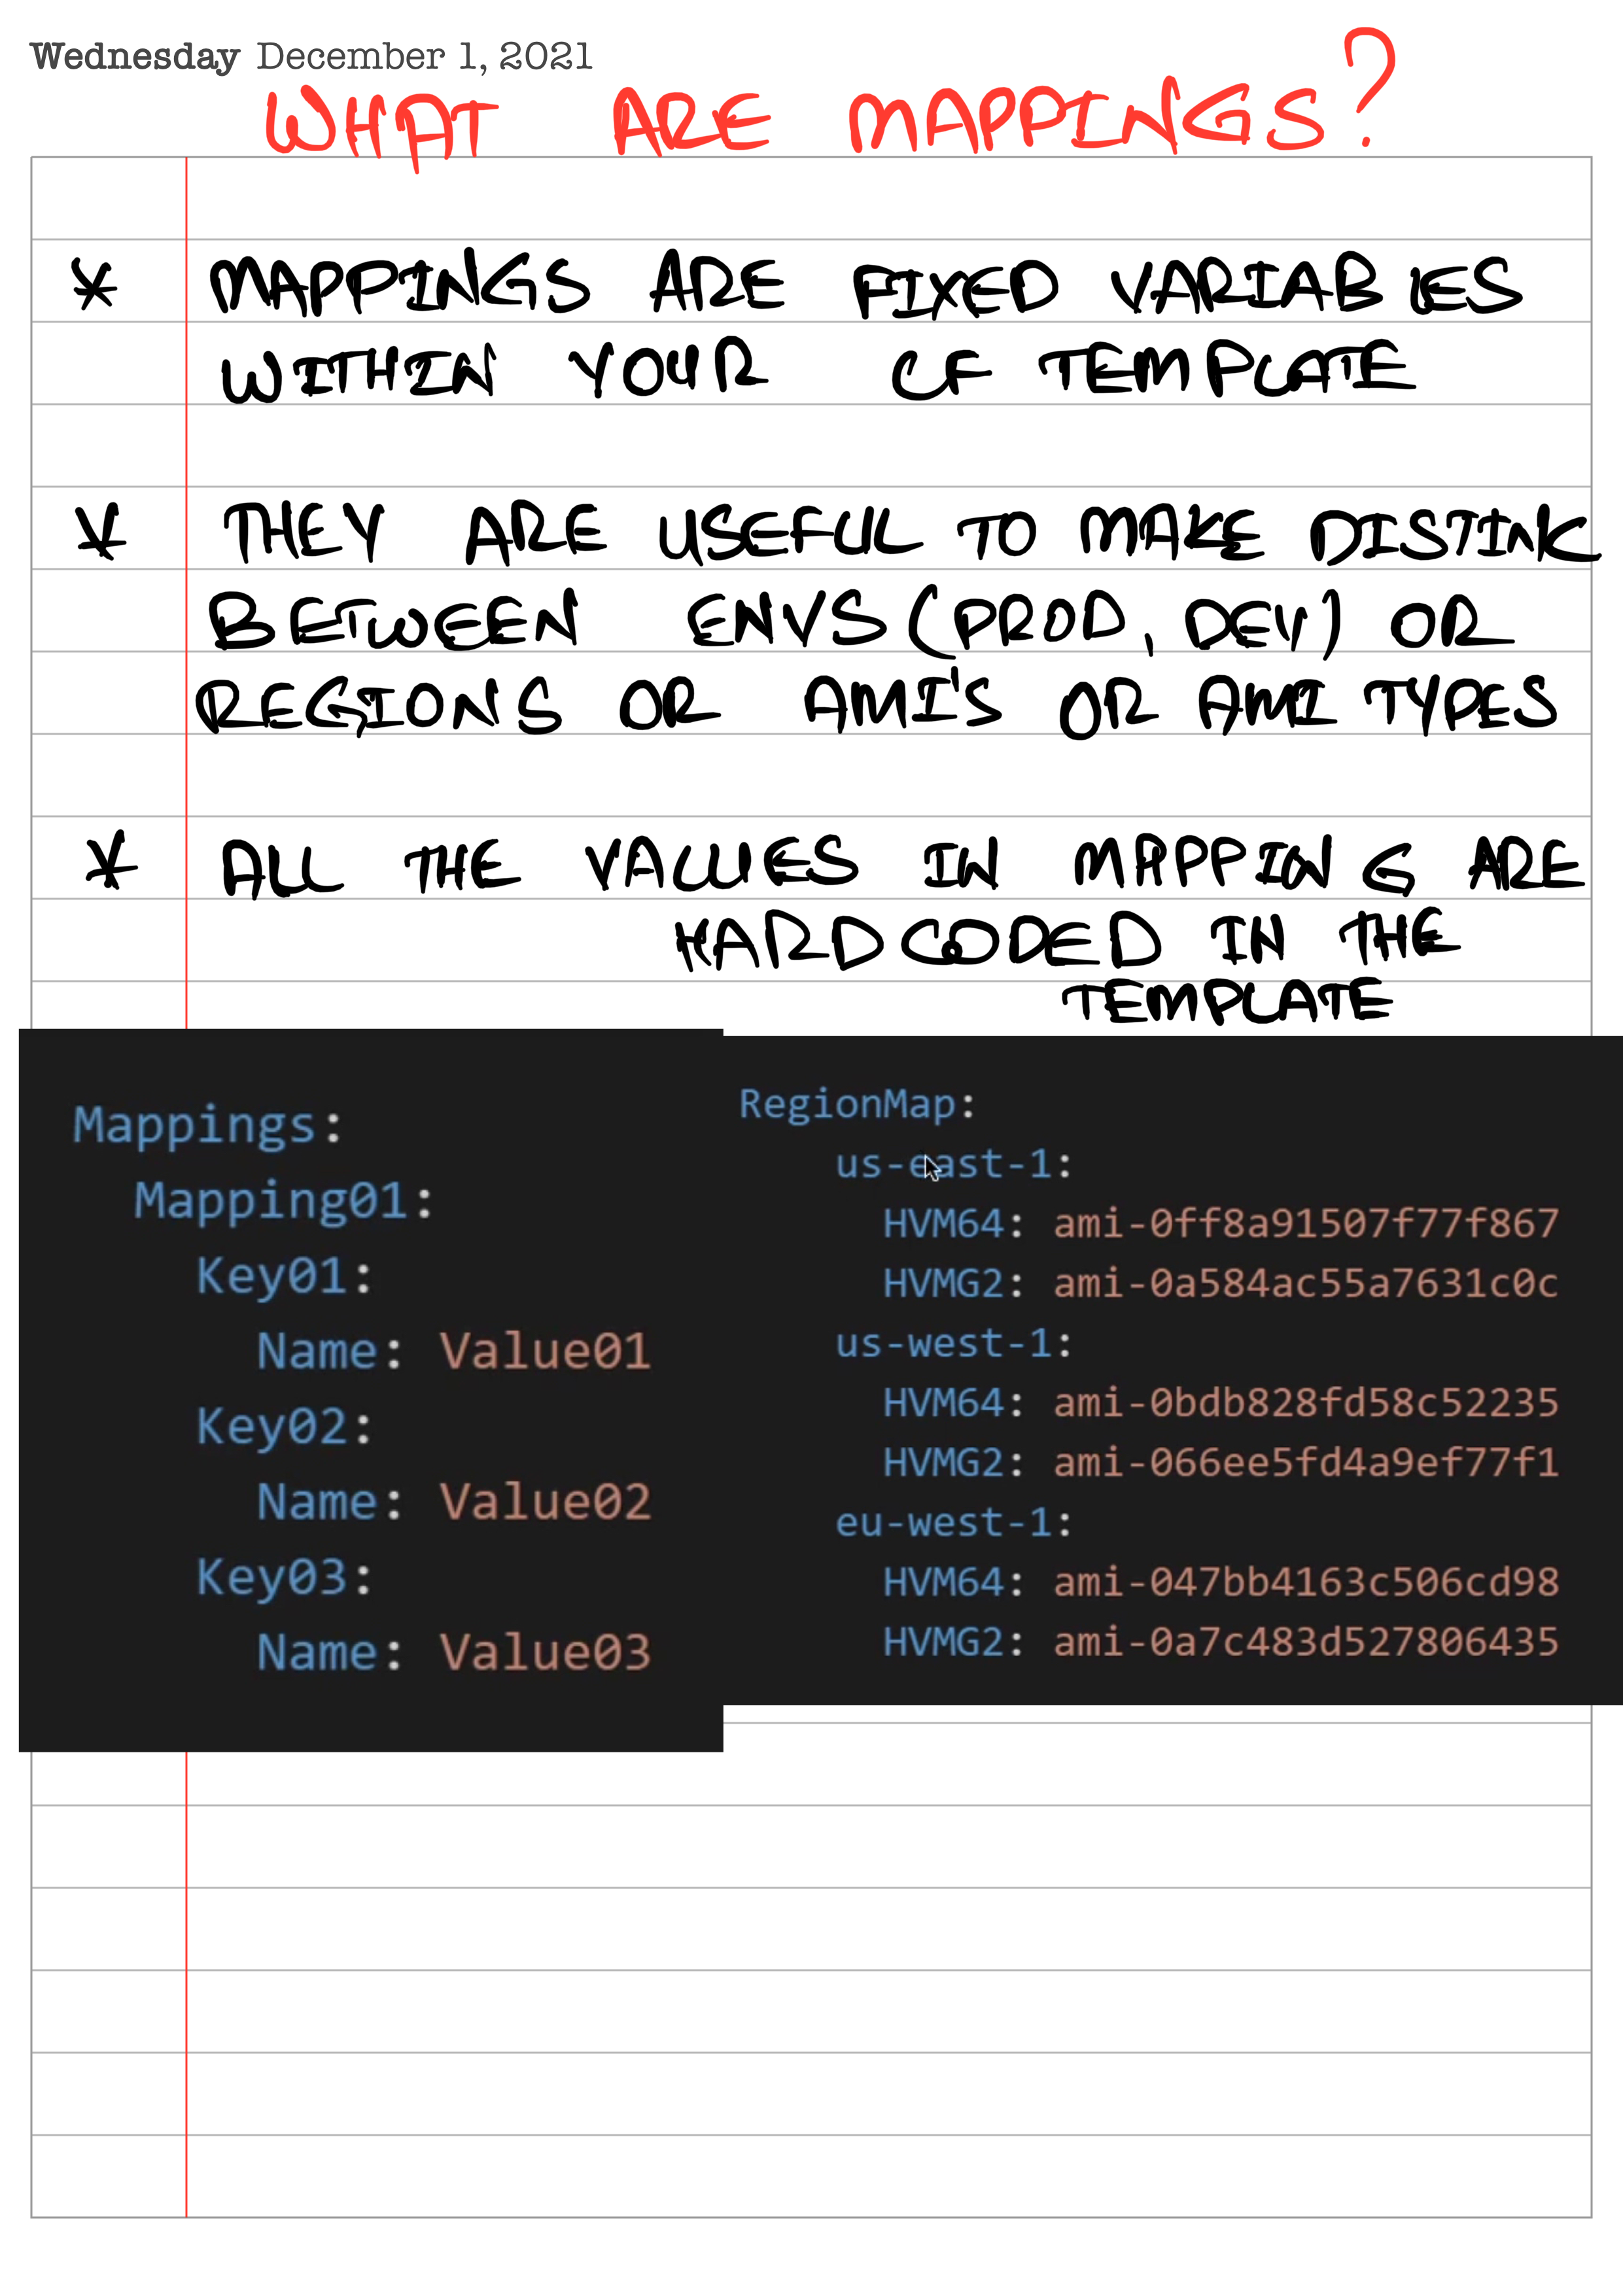 Wednesday December 1, 2021
WHAT ARE MAPPINGS?
* MAPPINGS ARE FIXED VARIABLES
WITHIN YOUR CF TEMPLATE
* THEY ARE USEFUL TO MAKE DISTINC
BETWEEN ENVS (PROD, DEV) OR
REGIONS OR AMI'S OR AMI TYPES
* ALL THE VALUES IN MAPPING ARE
HARDCODED IN THE
TEMPLATE
Mappings:
Mapping01:
Key01:
Name: Value01
Key02:
Name: Value02
Key03:
Name: Value03
RegionMap:
us-east-1:
HVM64: ami-0ff8a91507f77f867
HVMG2: ami-0a584ac55a7631c0c
us-west-1:
HVM64: ami-0bdb828fd58c52235
HVMG2: ami-066ee5fd4a9ef77f1
eu-west-1:
HVM64: ami-047bb4163c506cd98
HVMG2: ami-0a7c483d527806435